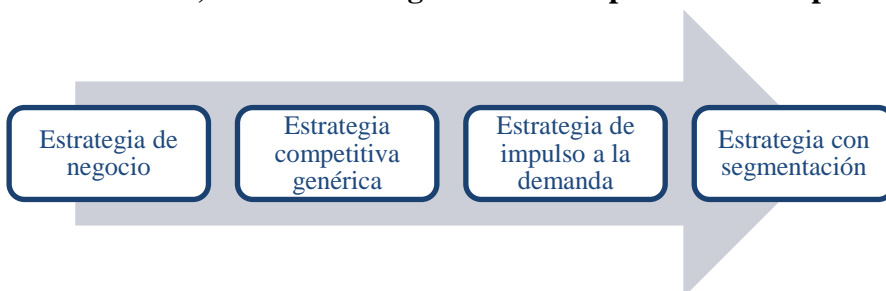 Estrategia de
negocio
Estrategia
competitiva
genérica
Estrategia de
impulso a la
demanda
Estrategia con
segmentación